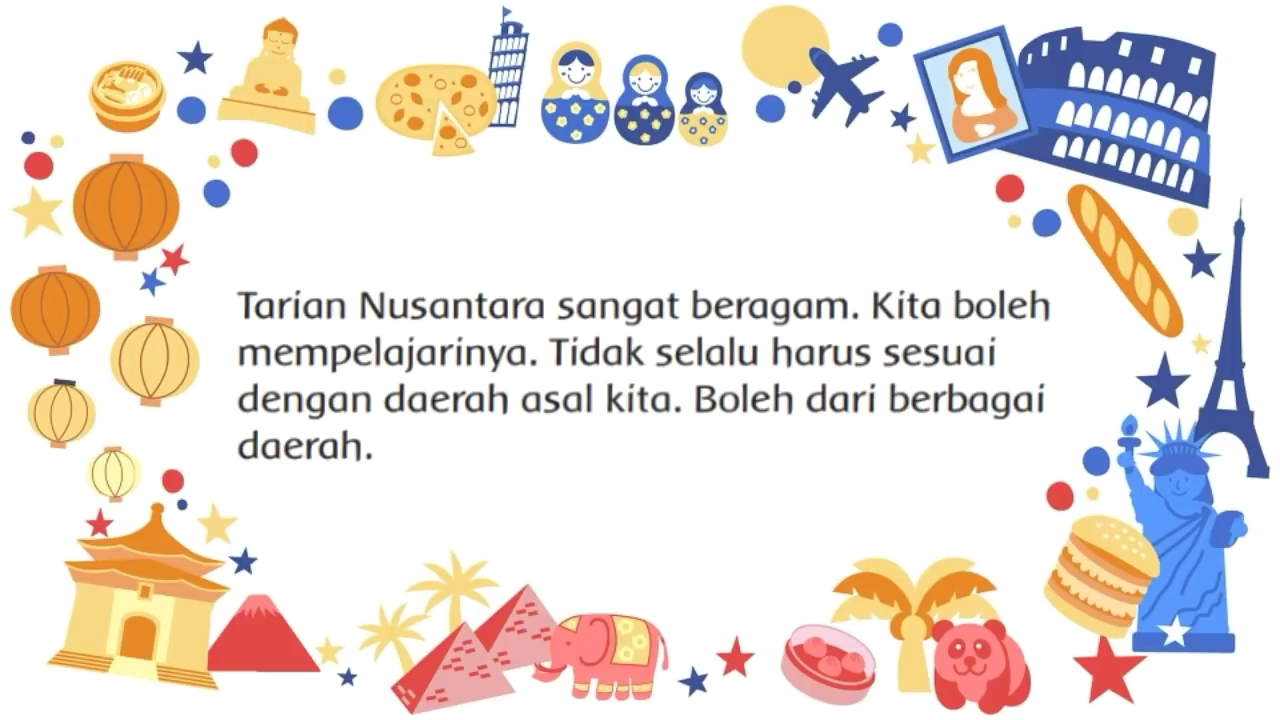 Tarian Nusantara sangat beragam. Kita boleh
mempelajarinya. Tidak selalu harus sesuai
dengan daerah asal kita. Boleh dari berbagai
daerah.